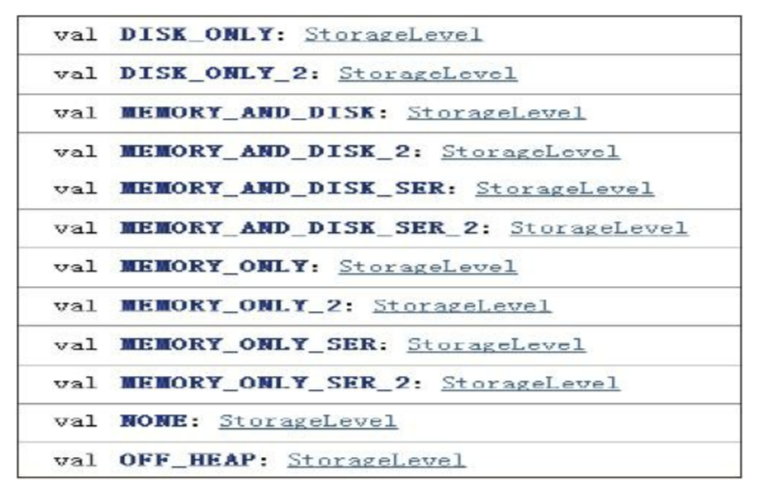 val DISK_ONLY: StorageLevel
val DISK_ONLY_2: StorageLevel
val MEMORY_AND_DISK: StorageLevel
val MEMORY_AND_DISK_2: StorageLevel
val MEMORY_AND_DISK_SER: StorageLevel
val MEMORY_AND_DISK_SER_2: StorageLevel
val MEMORY_ONLY: StorageLevel
val MEMORY_ONLY_2: StorageLevel
val MEMORY_ONLY_SER: StorageLevel
val MEMORY_ONLY_SER_2: StorageLevel
val NONE: StorageLevel
val OFF_HEAP: StorageLevel